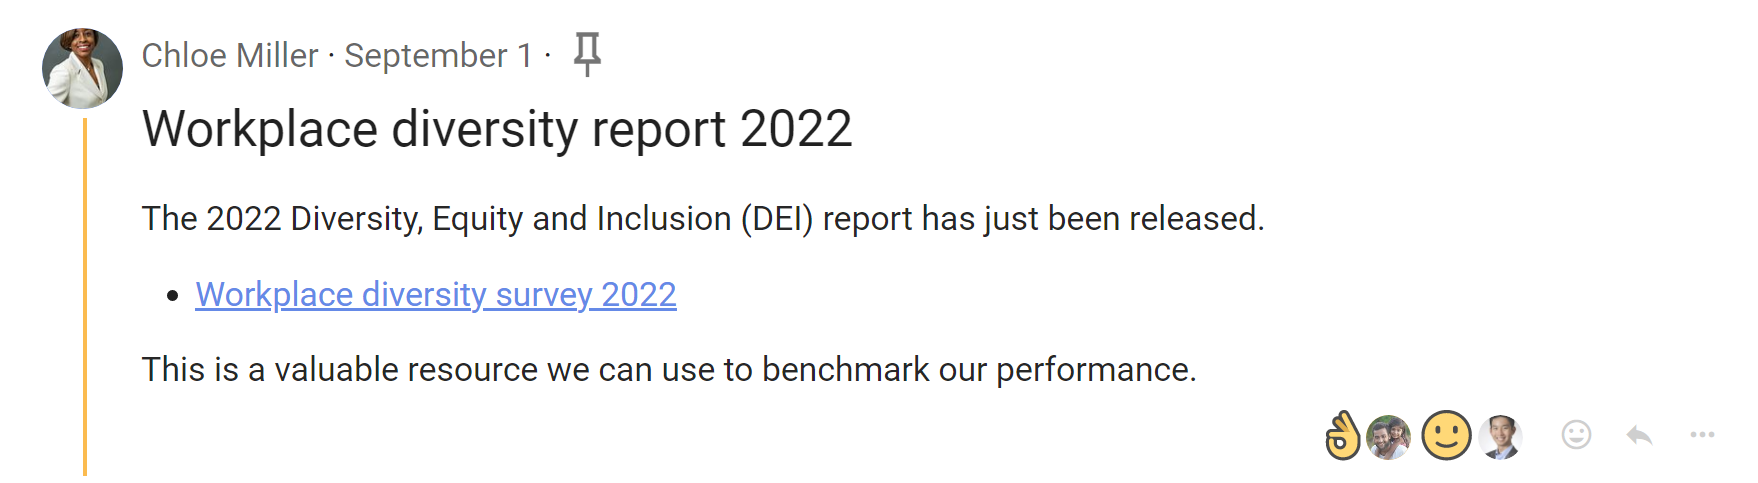 Chloe Miller · September 1 ·
Workplace diversity report 2022
The 2022 Diversity, Equity and Inclusion (DEI) report has just been released.
• Workplace diversity survey 2022
This is a valuable resource we can use to benchmark our performance.